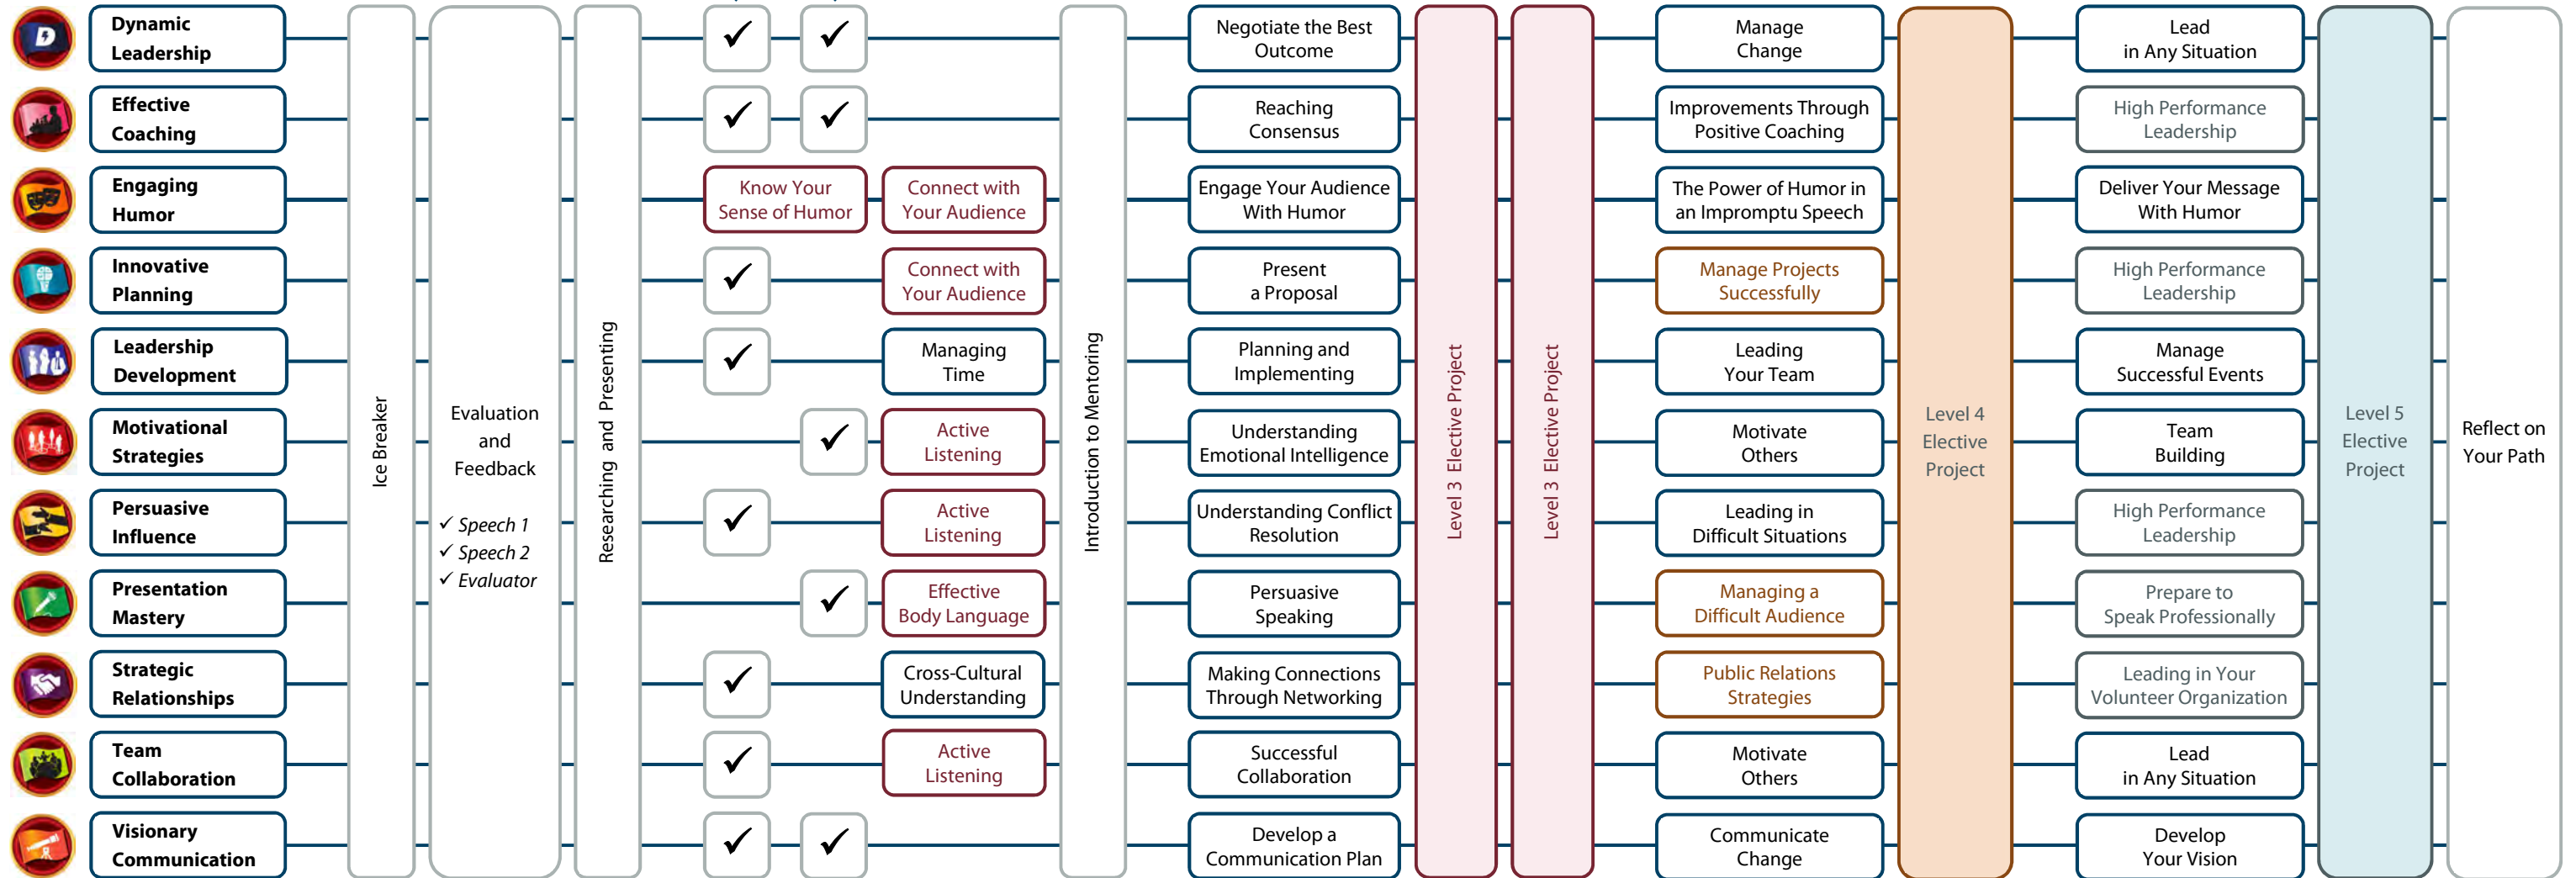 Dynamic
Leadership
✓
✓
Negotiate the Best
Outcome
Manage
Change
Lead
in Any Situation
Effective
Coaching
✓
✓
Reaching
Consensus
Improvements Through
Positive Coaching
High Performance
Leadership
Engaging
Humor
Know Your
Sense of Humor
Connect with
Your Audience
Engage Your Audience
With Humor
The Power of Humor in
an Impromptu Speech
Deliver Your Message
With Humor
Innovative
Planning
✓
Connect with
Your Audience
Present
a Proposal
Manage Projects
Successfully
High Performance
Leadership
Leadership
Development
✓
Managing
Time
Planning and
Implementing
Leading
Your Team
Manage
Successful Events
Motivational
Strategies
✓
Active
Listening
Understanding
Emotional Intelligence
Motivate
Others
Team
Building
Persuasive
Influence
✓
Active
Listening
Understanding Conflict
Resolution
Leading in
Difficult Situations
High Performance
Leadership
Presentation
Mastery
✓
Effective
Body Language
Persuasive
Speaking
Managing a
Difficult Audience
Prepare to
Speak Professionally
Strategic
Relationships
✓
Cross-Cultural
Understanding
Making Connections
Through Networking
Public Relations
Strategies
Leading in Your
Volunteer Organization
Team
Collaboration
✓
Active
Listening
Successful
Collaboration
Motivate
Others
Lead
in Any Situation
Visionary
Communication
✓
✓
Develop a
Communication Plan
Communicate
Change
Develop
Your Vision
Ice Breaker
Evaluation
and
Feedback
✓ Speech 1
✓ Speech 2
✓ Evaluator
Researching and Presenting
Introduction to Mentoring
Level 3 Elective Project
Level 3 Elective Project
Level 4
Elective
Project
Level 5
Elective
Project
Reflect on
Your Path